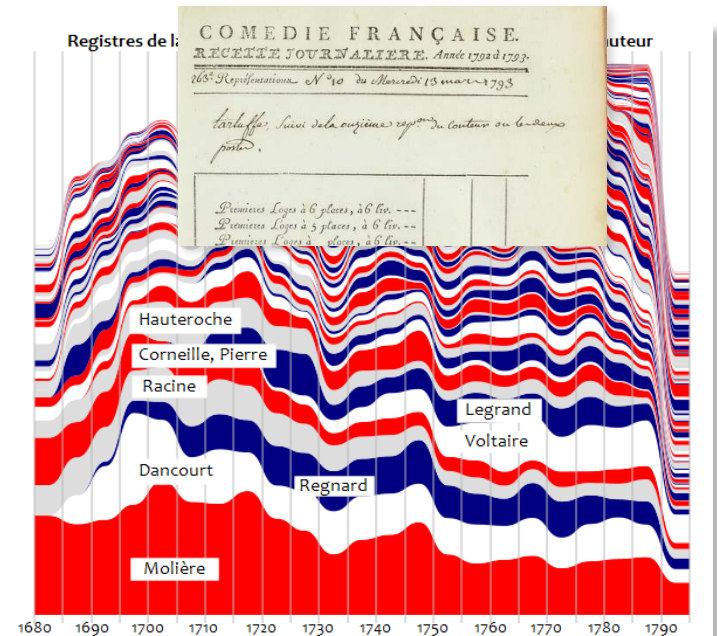 Registres de la
auteur
COMEDIE FRANÇAISE.
RECETTE JOURNALIERE. Année 1792 à 1793.
263e Représentations N° 10 du Mercredi 13 mars 1793
tartuffe, Suivi de la onzième repon du conteur ou les deux
postes.
Premieres Loges à 6 places, à 6 liv. ---
Premieres Loges à 5 places, à 6 liv. ---
Premieres Loges à places, à 6 liv. ---
Hauteroche
Corneille, Pierre
Racine
Legrand
Voltaire
Dancourt
Regnard
Molière
1680 1690 1700 1710 1720 1730 1740 1750 1760 1770 1780 1790